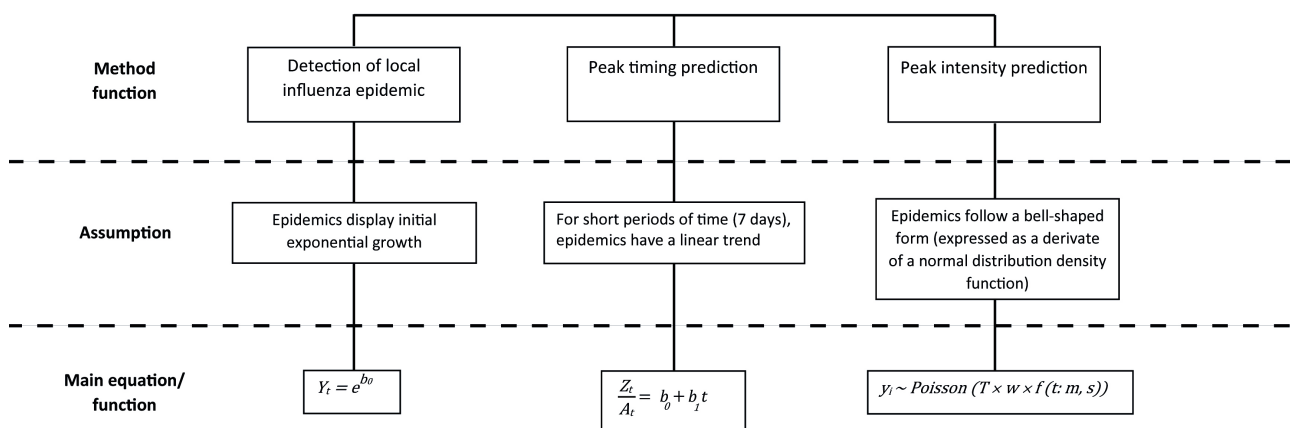 Method
function
Detection of local
influenza epidemic
Peak timing prediction
Peak intensity prediction
Assumption
Epidemics display initial
exponential growth
For short periods of time (7 days),
epidemics have a linear trend
Epidemics follow a bell-shaped
form (expressed as a derivate
of a normal distribution density
function)
Main equation/
function
Y_t = e^{b_0}
Z_t/A_t = b_0 + b_1 t
y_i ~ Poisson (T × w × f (t: m, s))